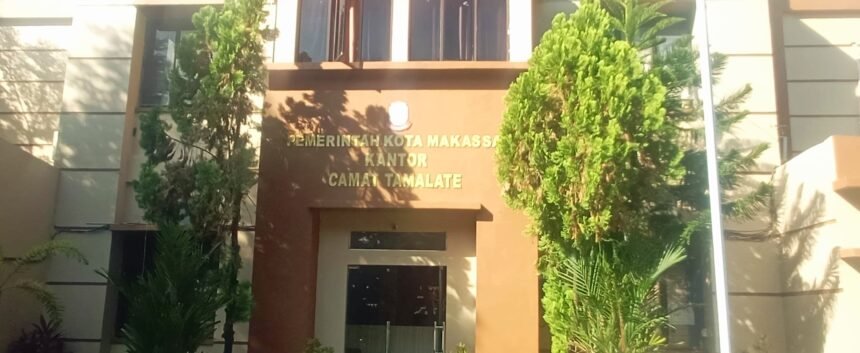 PEMERINTAH KOTA MAKASSA
KANTOR
CAMAT TAMALATE